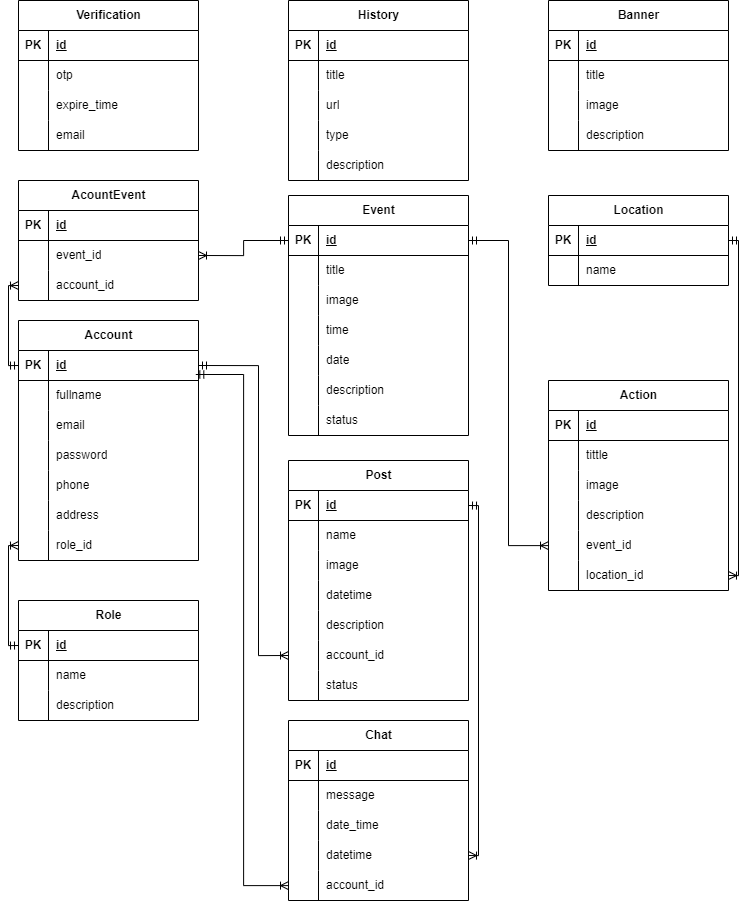 Verification
PK id
otp
expire_time
email
History
PK id
title
url
type
description
Banner
PK id
title
image
description
AcountEvent
PK id
event_id
account_id
Event
PK id
title
image
time
date
description
status
Location
PK id
name
Account
PK id
fullname
email
password
phone
address
role_id
Action
PK id
tittle
image
description
event_id
location_id
Post
PK id
name
image
datetime
description
account_id
status
Role
PK id
name
description
Chat
PK id
message
date_time
datetime
account_id